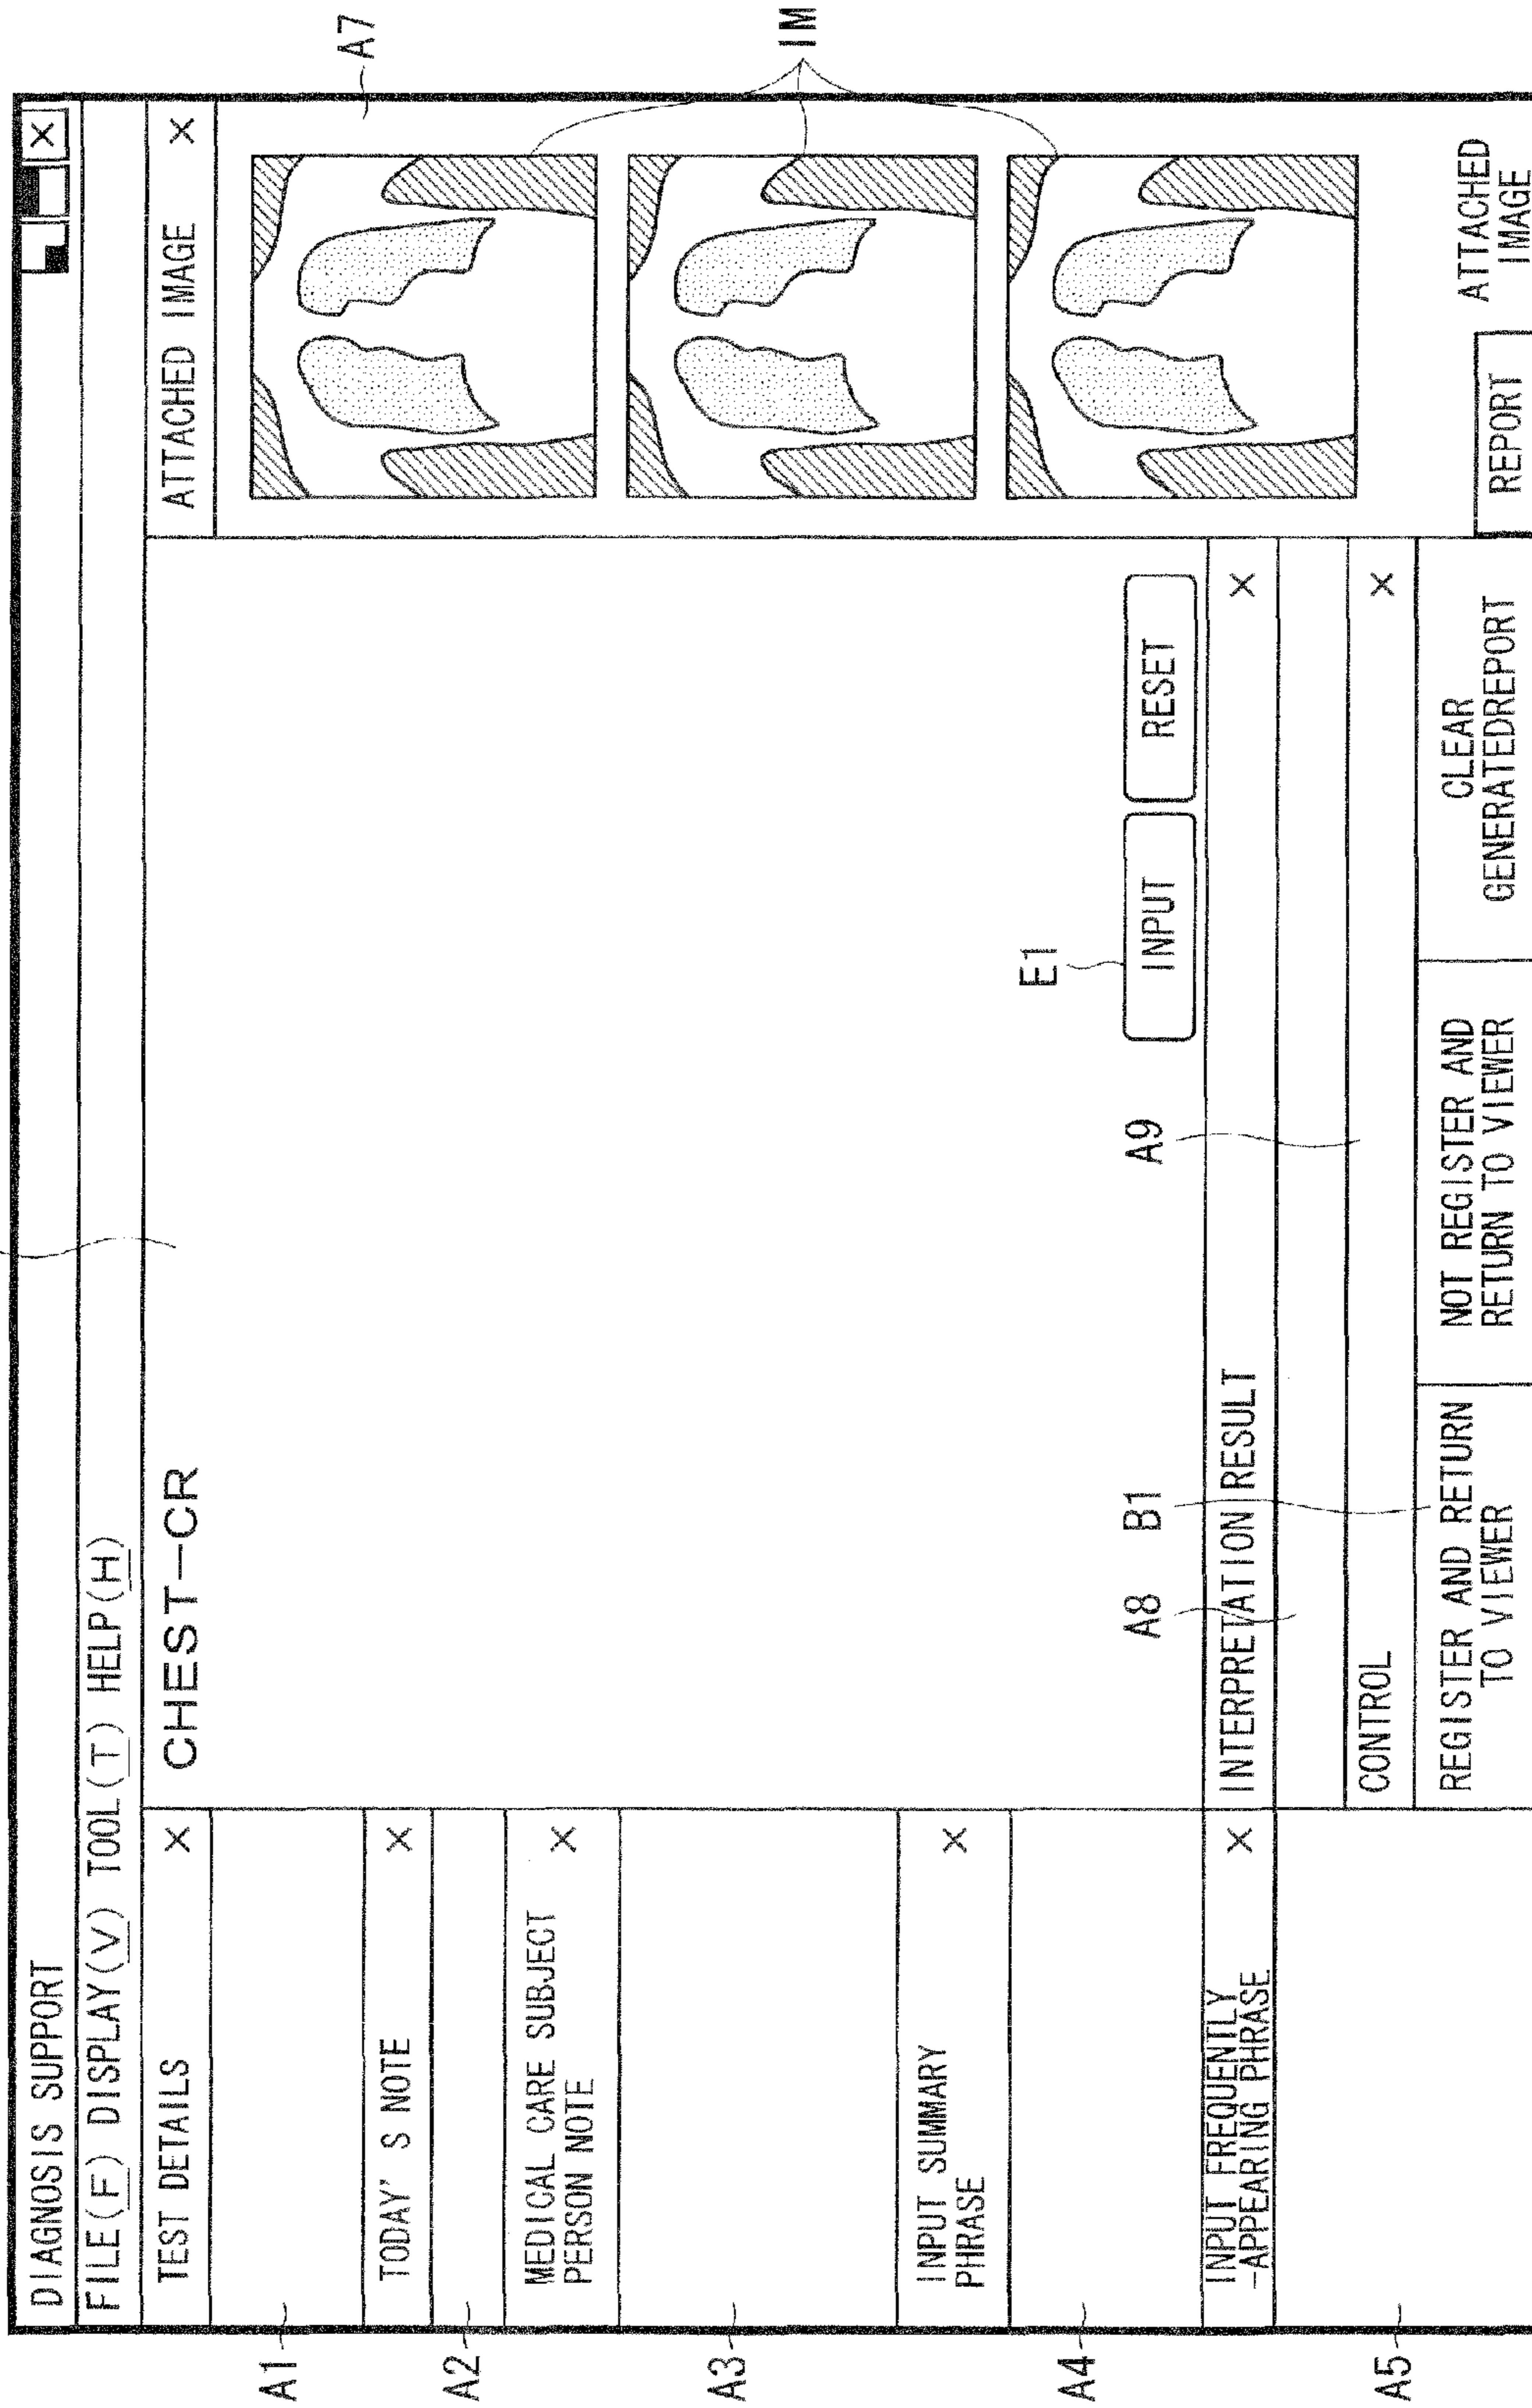 DIAGNOSIS SUPPORT
×
FILE(F) DISPLAY(V) TOOL(T) HELP(H)
TEST DETAILS ×
CHEST-CR
ATTACHED IMAGE ×
A7
A1
TODAY'S NOTE ×
A2
MEDICAL CARE SUBJECT
PERSON NOTE ×
A3
IM
INPUT SUMMARY
PHRASE ×
A4
E1
A8 B1 A9
INPUT RESET
INPUT FREQUENTLY
-APPEARING PHRASE ×
INTERPRETATION RESULT ×
CONTROL ×
A5
REGISTER AND RETURN
TO VIEWER
NOT REGISTER AND
RETURN TO VIEWER
CLEAR
GENERATEDREPORT
REPORT
ATTACHED
IMAGE